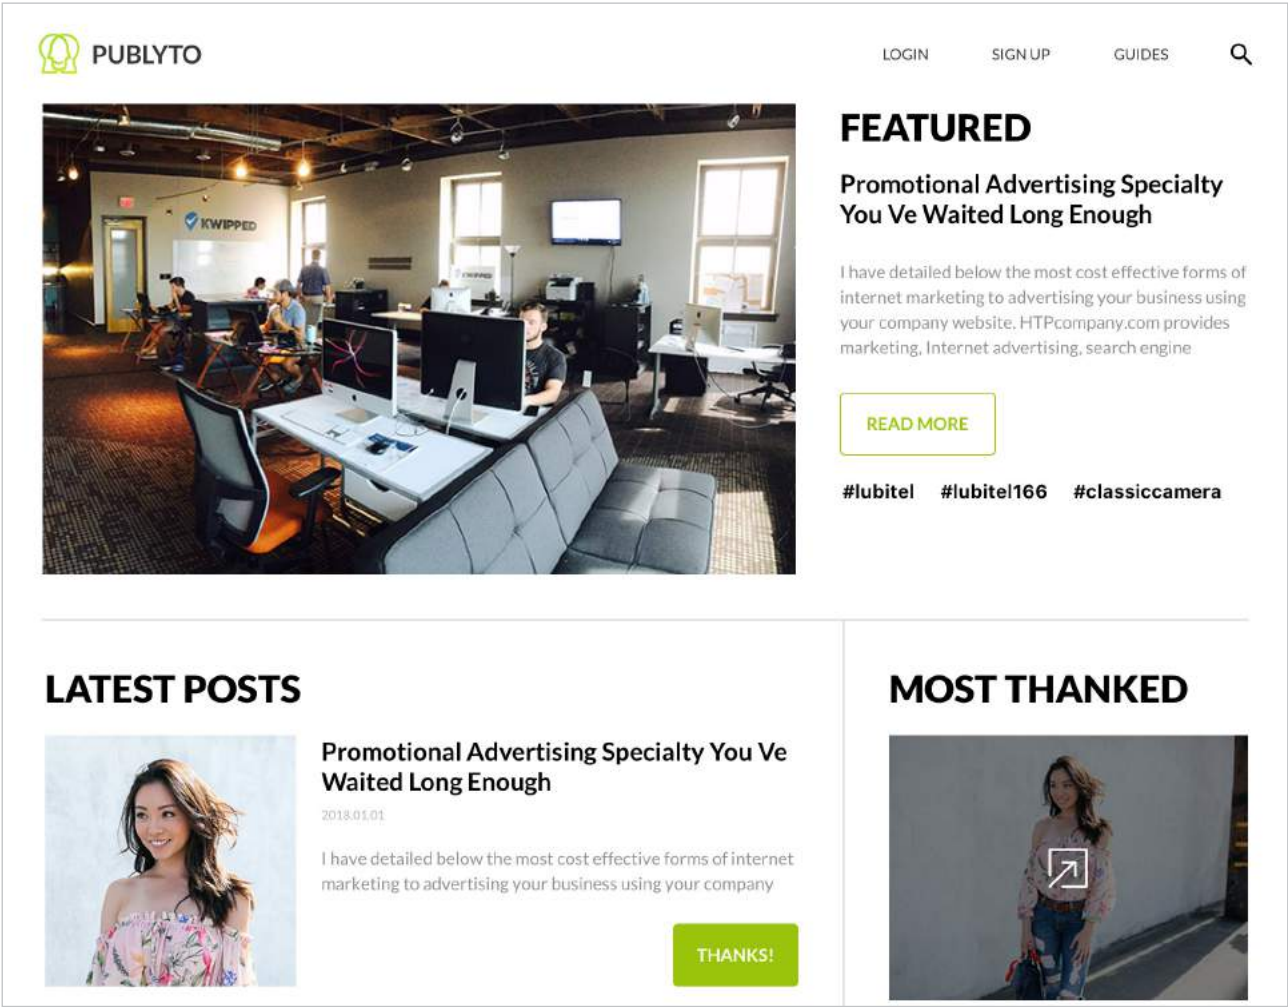 PUBLYTO
LOGIN
SIGN UP
GUIDES
KWIPPED
KWIPPED
FEATURED
Promotional Advertising Specialty
You Ve Waited Long Enough
I have detailed below the most cost effective forms of
internet marketing to advertising your business using
your company website. HTPcompany.com provides
marketing, Internet advertising, search engine
READ MORE
#lubitel #lubitel166 #classiccamera
LATEST POSTS
Promotional Advertising Specialty You Ve
Waited Long Enough
2018.01.01
I have detailed below the most cost effective forms of internet
marketing to advertising your business using your company
THANKS!
MOST THANKED